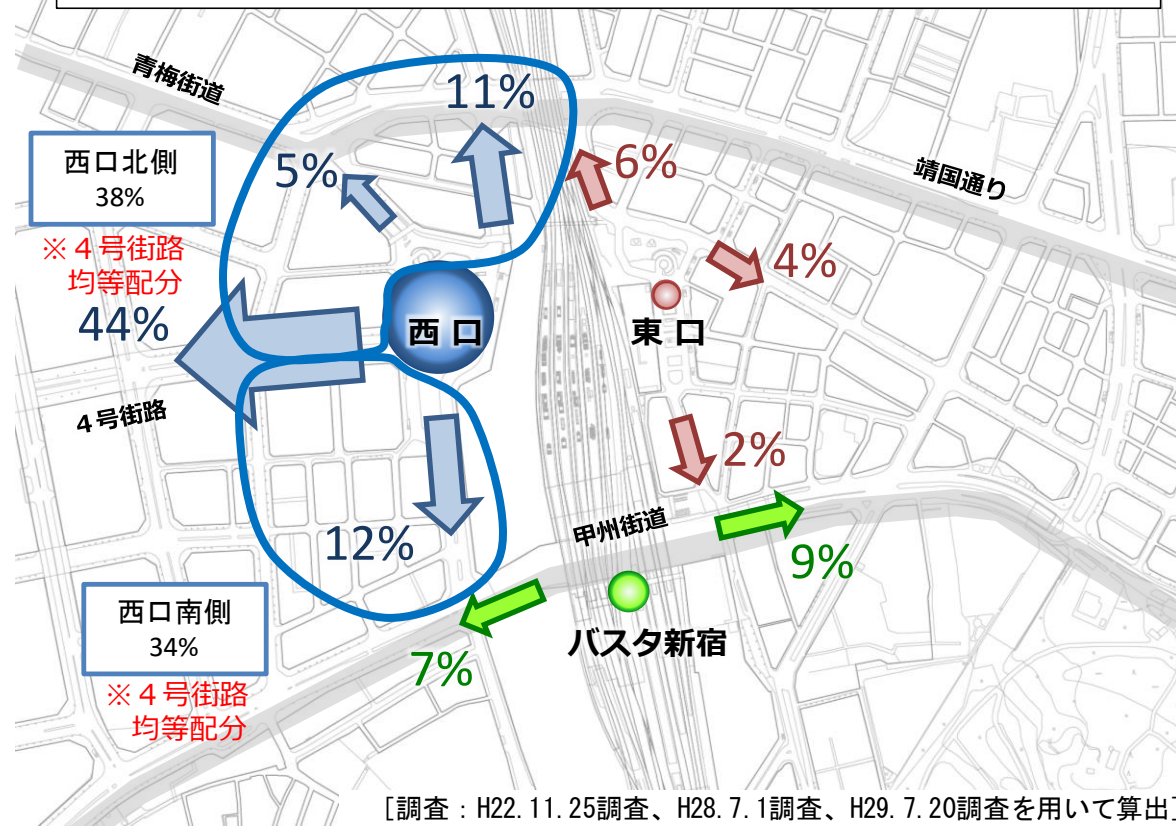 青梅街道
11%
西口北側
38%
5%
6%
靖国通り
※４号街路
均等配分
4%
44%
西口
東口
４号街路
2%
甲州街道
12%
9%
西口南側
34%
バスタ新宿
7%
※４号街路
均等配分
[調査：H22.11.25調査、H28.7.1調査、H29.7.20調査を用いて算出]